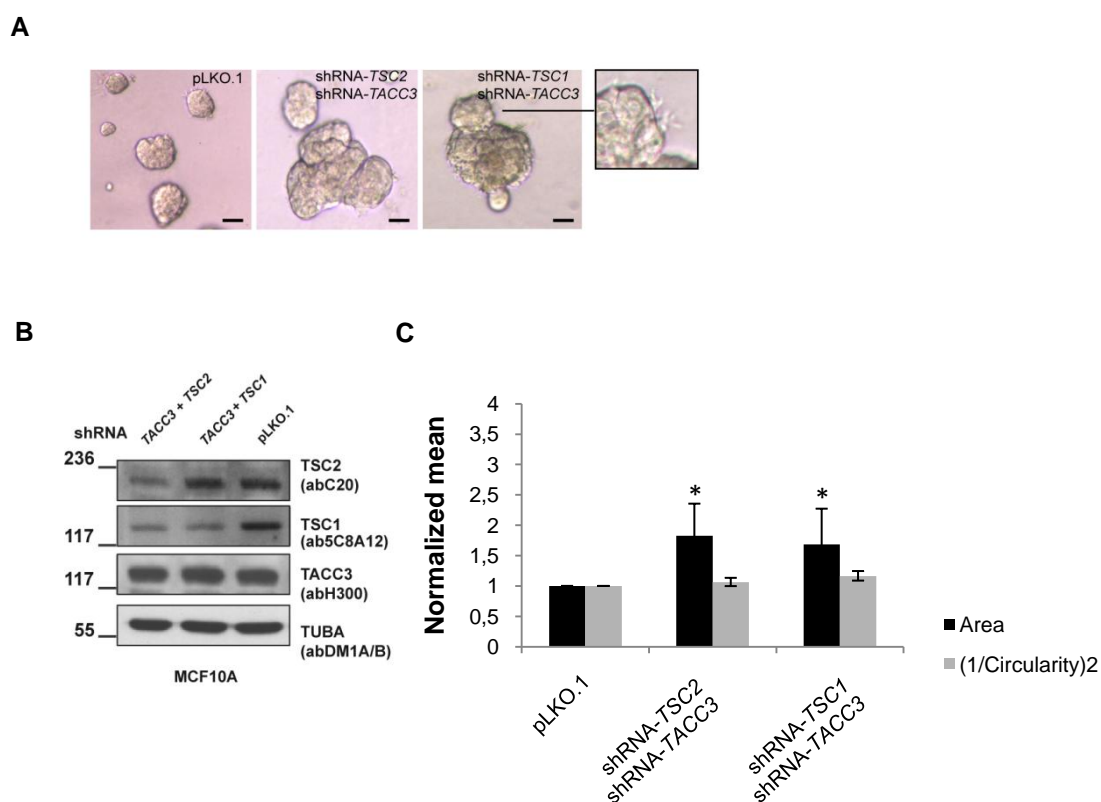 A
pLKO.1
shRNA-TSC2
shRNA-TACC3
shRNA-TSC1
shRNA-TACC3
B
shRNA
TACC3 + TSC2
TACC3 + TSC1
pLKO.1
236
TSC2
(abC20)
TSC1
(ab5C8A12)
117
TACC3
(abH300)
117
TUBA
(abDM1A/B)
55
MCF10A
C
Normalized mean
4
3,5
3
2,5
2
1,5
1
0,5
0
*
*
pLKO.1
shRNA-TSC2
shRNA-TACC3
shRNA-TSC1
shRNA-TACC3
Area
(1/Circularity)2